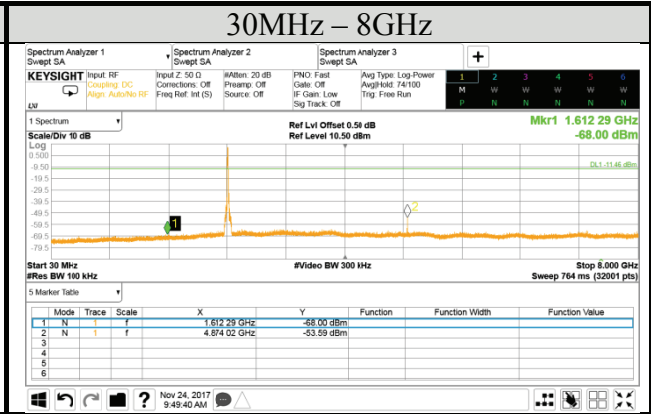 30MHz – 8GHz
Spectrum Analyzer 1
Swept SA
Spectrum Analyzer 2
Swept SA
Spectrum Analyzer 3
Swept SA
+
KEYSIGHT
Input: RF
Coupling: DC
Align: Auto/No RF
LXI
Input Z: 50 Ω
Corrections: Off
Freq Ref: Int (S)
#Atten: 20 dB
Preamp: Off
Source: Off
PNO: Fast
Gate: Off
IF Gain: Low
Sig Track: Off
Avg Type: Log-Power
Avg|Hold: 74/100
Trig: Free Run
1 2 3 4 5 6
M W W W W W
P N N N N N
1 Spectrum
Scale/Div 10 dB
Ref Lvl Offset 0.50 dB
Ref Level 10.50 dBm
Mkr1 1.612 29 GHz
-68.00 dBm
Log
0.500
-9.50
DL1 -11.46 dBm
-19.5
-29.5
-39.5
-49.5
-59.5
-69.5
-79.5
1
2
Start 30 MHz
#Res BW 100 kHz
#Video BW 300 kHz
Stop 8.000 GHz
Sweep 764 ms (32001 pts)
5 Marker Table
Mode Trace Scale X Y Function Function Width Function Value
1 N 1 f 1.612 29 GHz -68.00 dBm
2 N 1 f 4.874 02 GHz -53.59 dBm
3
4
5
6
?
Nov 24, 2017
9:49:40 AM